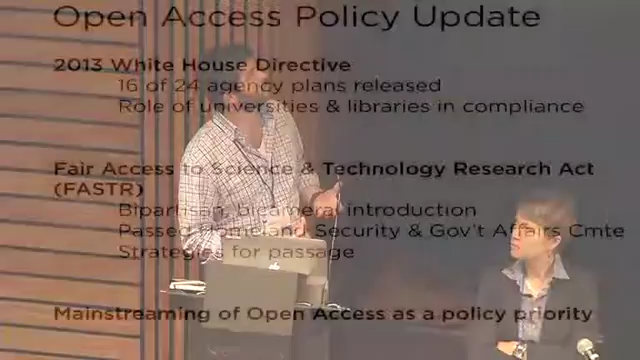 Open Access Policy Update
2013 White House Directive
16 of 24 agency plans released
Role of universities & libraries in compliance
Fair Access to Science & Technology Research Act
(FASTR)
Bipartisan, bicameral introduction
Passed Homeland Security & Gov't Affairs Cmte
Strategies for passage
Mainstreaming of Open Access as a policy priority